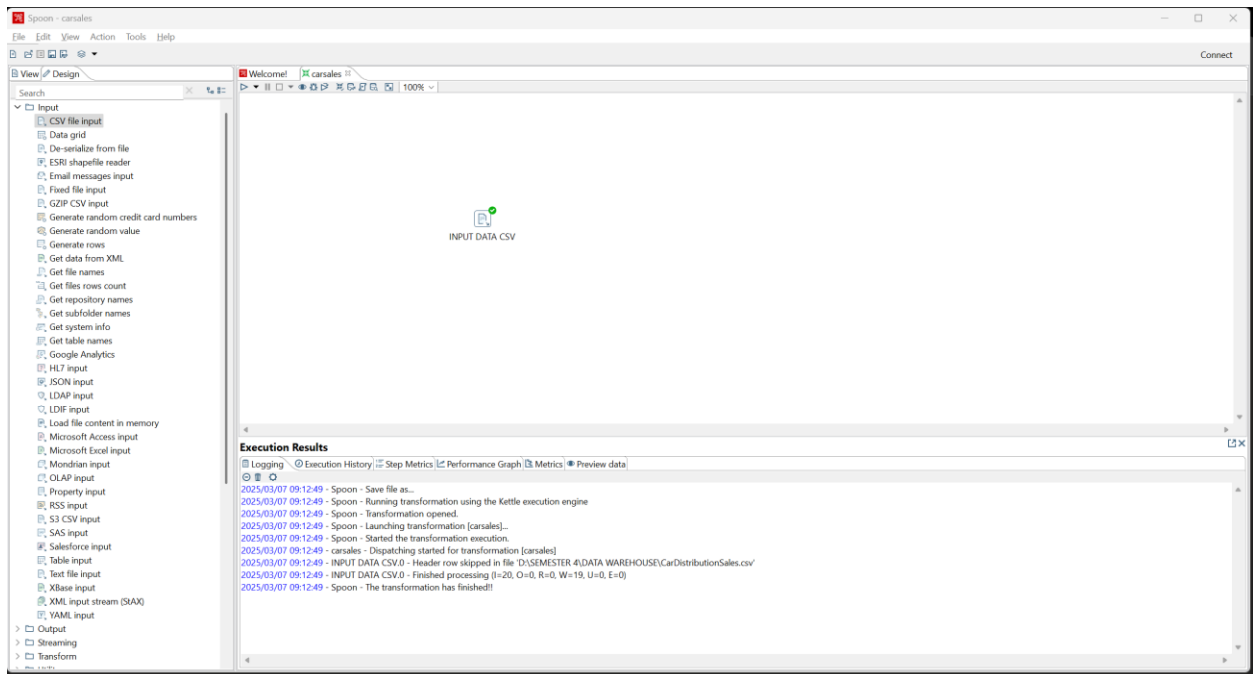 Spoon - carsales
File Edit View Action Tools Help
Connect
View Design
Welcome! carsales
Search
100%
Input
CSV file input
Data grid
De-serialize from file
ESRI shapefile reader
Email messages input
Fixed file input
GZIP CSV input
Generate random credit card numbers
Generate random value
Generate rows
Get data from XML
Get file names
Get files rows count
Get repository names
Get subfolder names
Get system info
Get table names
Google Analytics
HL7 input
JSON input
LDAP input
LDIF input
Load file content in memory
Microsoft Access input
Microsoft Excel input
Mondrian input
OLAP input
Property input
RSS input
S3 CSV input
SAS input
Salesforce input
Table input
Text file input
XBase input
XML input stream (StAX)
YAML input
Output
Streaming
Transform
INPUT DATA CSV
Execution Results
Logging Execution History Step Metrics Performance Graph Metrics Preview data
2025/03/07 09:12:49 - Spoon - Save file as...
2025/03/07 09:12:49 - Spoon - Running transformation using the Kettle execution engine
2025/03/07 09:12:49 - Spoon - Transformation opened.
2025/03/07 09:12:49 - Spoon - Launching transformation [carsales]...
2025/03/07 09:12:49 - Spoon - Started the transformation execution.
2025/03/07 09:12:49 - carsales - Dispatching started for transformation [carsales]
2025/03/07 09:12:49 - INPUT DATA CSV.0 - Header row skipped in file 'D:\SEMESTER 4\DATA WAREHOUSE\CarDistributionSales.csv'
2025/03/07 09:12:49 - INPUT DATA CSV.0 - Finished processing (I=20, O=0, R=0, W=19, U=0, E=0)
2025/03/07 09:12:49 - Spoon - The transformation has finished!!